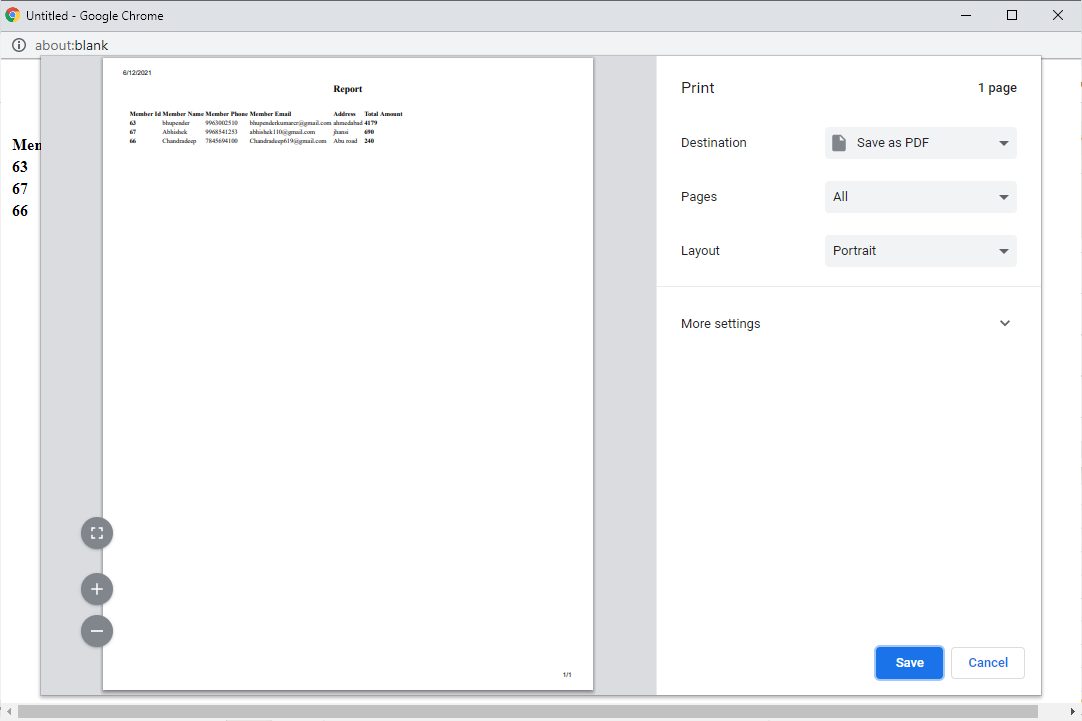 Untitled - Google Chrome
about:blank
6/12/2021
Report
Member Id Member Name Member Phone Member Email Address Total Amount
63 bhupender 9963002510 bhupenderkumarcr@gmail.com ahmedabad 4179
67 Abhishek 9968541253 abhishek110@gmail.com jhansi 690
66 Chandradeep 7845694100 Chandradeep619@gmail.com Abu road 240
1/1
Mem
63
67
66
Print 1 page
Destination Save as PDF
Pages All
Layout Portrait
More settings
Save Cancel